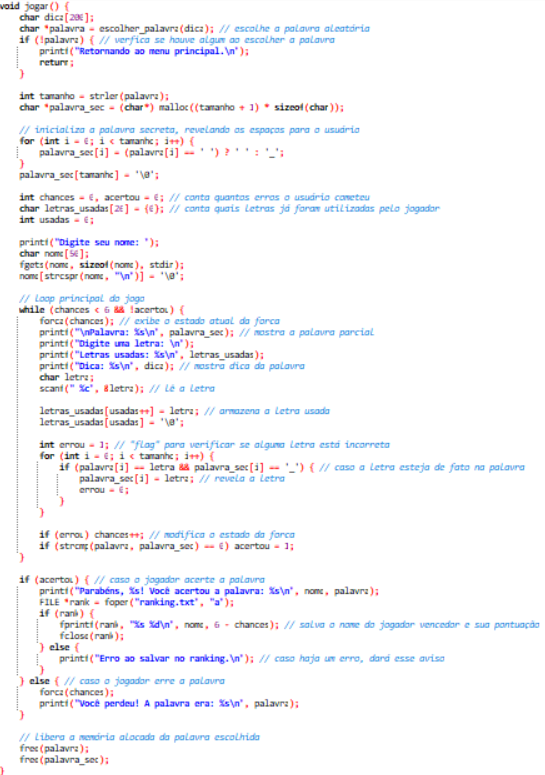 void jogar() {
char dica[200];
char *palavra = escolher_palavra(dica); // escolhe a palavra aleatória
if (!palavra) { // verfica se houve algum ao escolher a palavra
printf("Retornando ao menu principal.\n");
return;
}
int tamanho = strlen(palavra);
char *palavra_sec = (char*) malloc((tamanho + 1) * sizeof(char));
// inicializa a palavra secreta, revelando os espaços para o usuário
for (int i = 0; i < tamanho; i++) {
palavra_sec[i] = (palavra[i] == ' ') ? ' ' : '_';
}
palavra_sec[tamanho] = '\0';
int chances = 0, acertou = 0; // conta quantos erros o usuário cometeu
char letras_usadas[26] = {0}; // conta quais letras já foram utilizadas pelo jogador
int usadas = 0;
printf("Digite seu nome: ");
char nome[50];
fgets(nome, sizeof(nome), stdin);
nome[strcspn(nome, "\n")] = '\0';
// loop principal do jogo
while (chances < 6 && !acertou) {
forca(chances); // exibe o estado atual da forca
printf("\nPalavra: %s\n", palavra_sec); // mostra a palavra parcial
printf("Digite uma letra: \n");
printf("Letras usadas: %s\n", letras_usadas);
printf("Dica: %s\n", dica); // mostra dica da palavra
char letra;
scanf(" %c", &letra); // lê a letra
letras_usadas[usadas++] = letra; // armazena a letra usada
letras_usadas[usadas] = '\0';
int errou = 1; // "flag" para verificar se alguma letra está incorreta
for (int i = 0; i < tamanho; i++) {
if (palavra[i] == letra && palavra_sec[i] == '_') { // caso a letra esteja de fato na palavra
palavra_sec[i] = letra; // revela a letra
errou = 0;
}
}
if (errou) chances++; // modifica o estado da forca
if (strcmp(palavra, palavra_sec) == 0) acertou = 1;
}
if (acertou) { // caso o jogador acerte a palavra
printf("Parabéns, %s! Você acertou a palavra: %s\n", nome, palavra);
FILE *rank = fopen("ranking.txt", "a");
if (rank) {
fprintf(rank, "%s %d\n", nome, 6 - chances); // salva o nome do jogador vencedor e sua pontuação
fclose(rank);
} else {
printf("Erro ao salvar no ranking.\n"); // caso haja um erro, dará esse aviso
}
} else { // caso o jogador erre a palavra
forca(chances);
printf("Você perdeu! A palavra era: %s\n", palavra);
}
// libera a memória alocada da palavra escolhida
free(palavra);
free(palavra_sec);
}